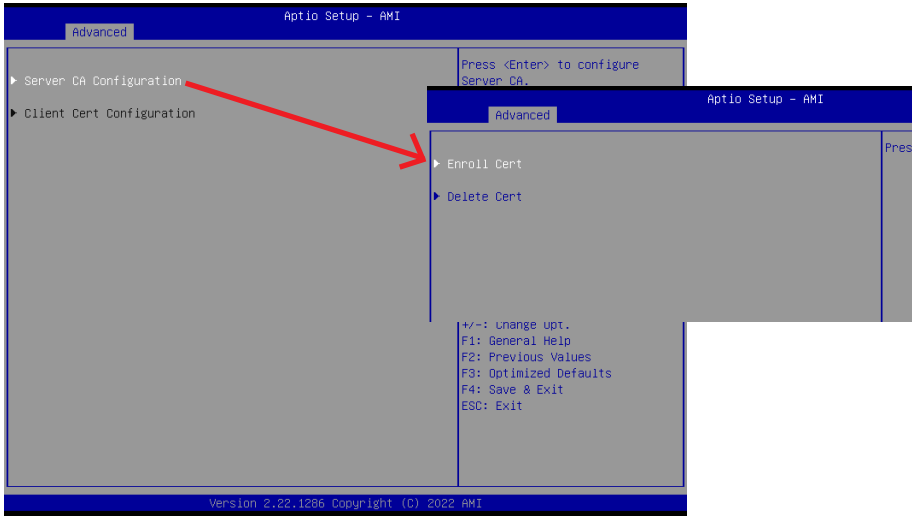 Aptio Setup - AMI
Advanced
▶ Server CA Configuration
▶ Client Cert Configuration
Press <Enter> to configure
Server CA.
Aptio Setup - AMI
Advanced
▶ Enroll Cert
▶ Delete Cert
Pres
+/-: Change Opt.
F1: General Help
F2: Previous Values
F3: Optimized Defaults
F4: Save & Exit
ESC: Exit
Version 2.22.1286 Copyright (C) 2022 AMI